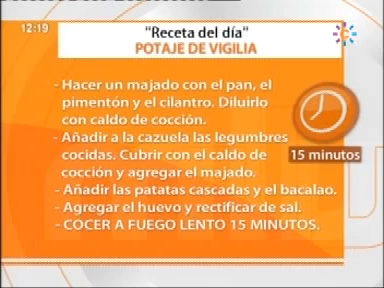 12:19
"Receta del día"
POTAJE DE VIGILIA
- Hacer un majado con el pan, el
pimentón y el cilantro. Diluirlo
con caldo de cocción.
- Añadir a la cazuela las legumbres
cocidas. Cubrir con el caldo de
cocción y agregar el majado.
- Añadir las patatas cascadas y el bacalao.
- Agregar el huevo y rectificar de sal.
- COCER A FUEGO LENTO 15 MINUTOS.
15 minutos